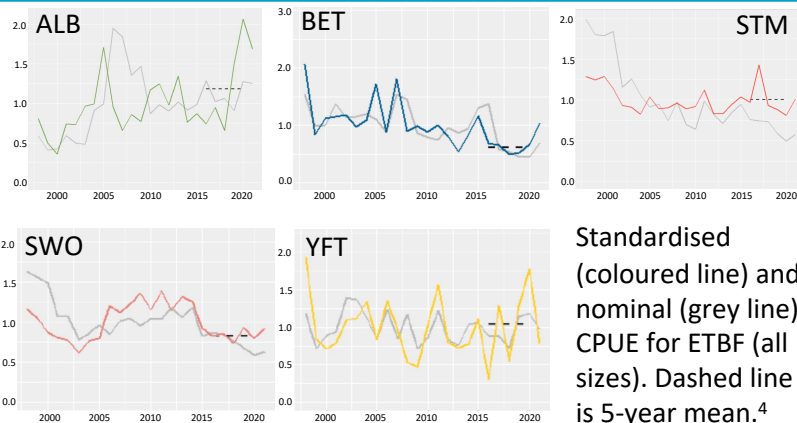 ALB
2.0
1.5
1.0
0.5
0.0
2000 2005 2010 2015 2020
BET
3.0
2.0
1.0
0.0
2000 2005 2010 2015 2020
STM
2.0
1.5
1.0
0.5
0.0
2000 2005 2010 2015 2020
SWO
2.0
1.5
1.0
0.5
0.0
2000 2005 2010 2015 2020
YFT
2.0
1.5
1.0
0.5
0.0
2000 2005 2010 2015 2020
Standardised
(coloured line) and
nominal (grey line)
CPUE for ETBF (all
sizes). Dashed line
is 5-year mean.⁴